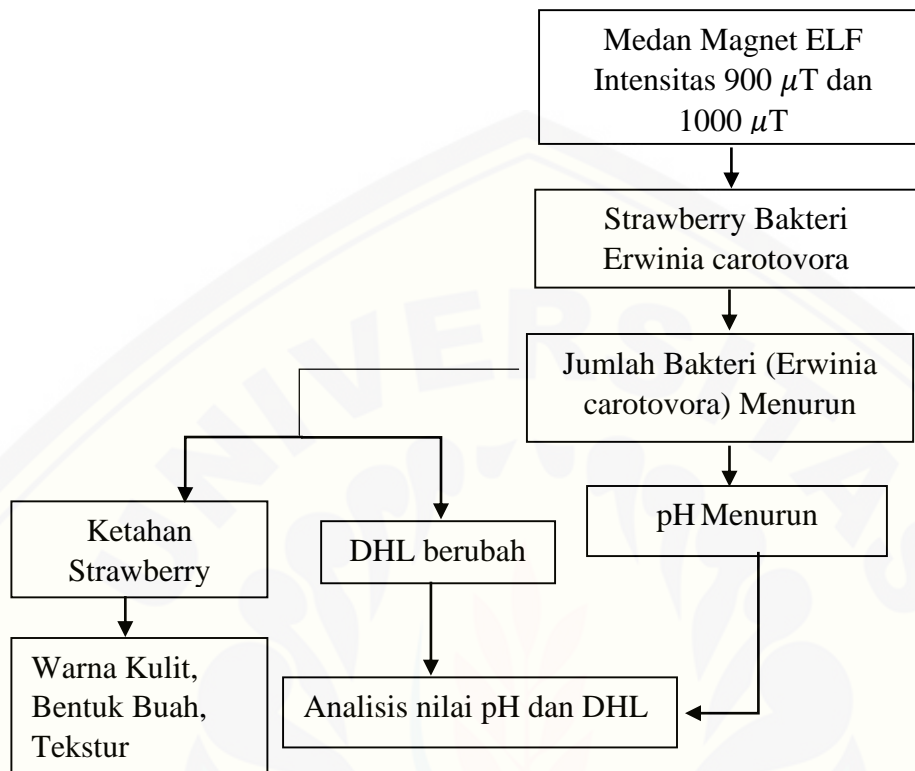 Medan Magnet ELF
Intensitas 900 𝜇T dan
1000 𝜇T
Strawberry Bakteri
Erwinia carotovora
Jumlah Bakteri (Erwinia
carotovora) Menurun
pH Menurun
Ketahan
Strawberry
DHL berubah
Warna Kulit,
Bentuk Buah,
Tekstur
Analisis nilai pH dan DHL
UNIVERSITAS